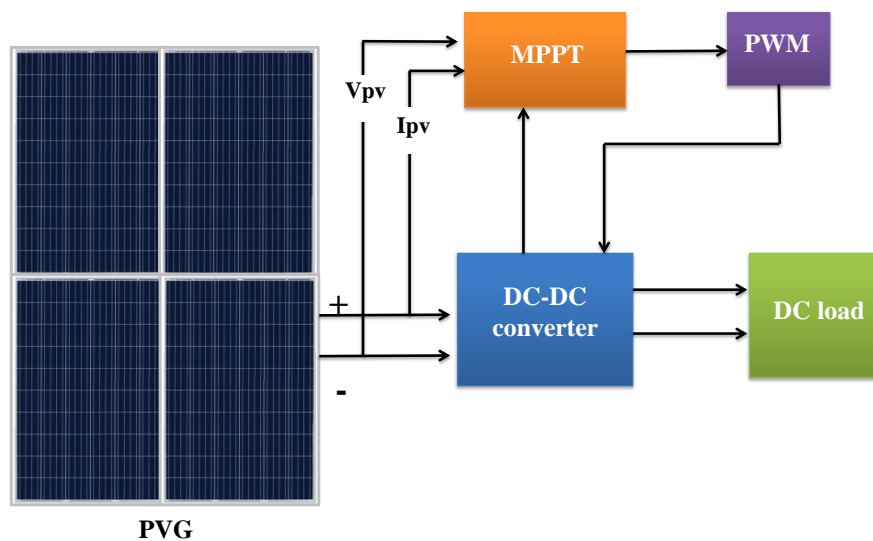 MPPT
PWM
Vpv
Ipv
+
DC-DC
converter
DC load
-
PVG